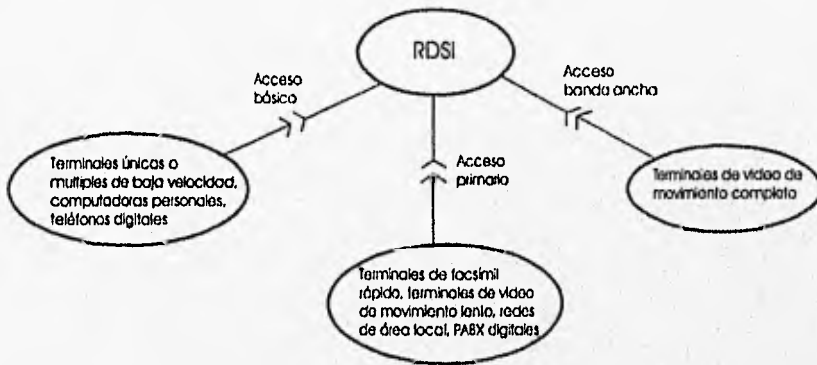 RDSI
Acceso
básico
Acceso
banda ancha
Terminales únicas o
multiples de baja velocidad,
computadoras personales,
teléfonos digitales
Acceso
primario
Terminales de video de
movimiento completo
Terminales de facsímil
rápido, terminales de video
de movimiento lento, redes
de área local, PABX digitales